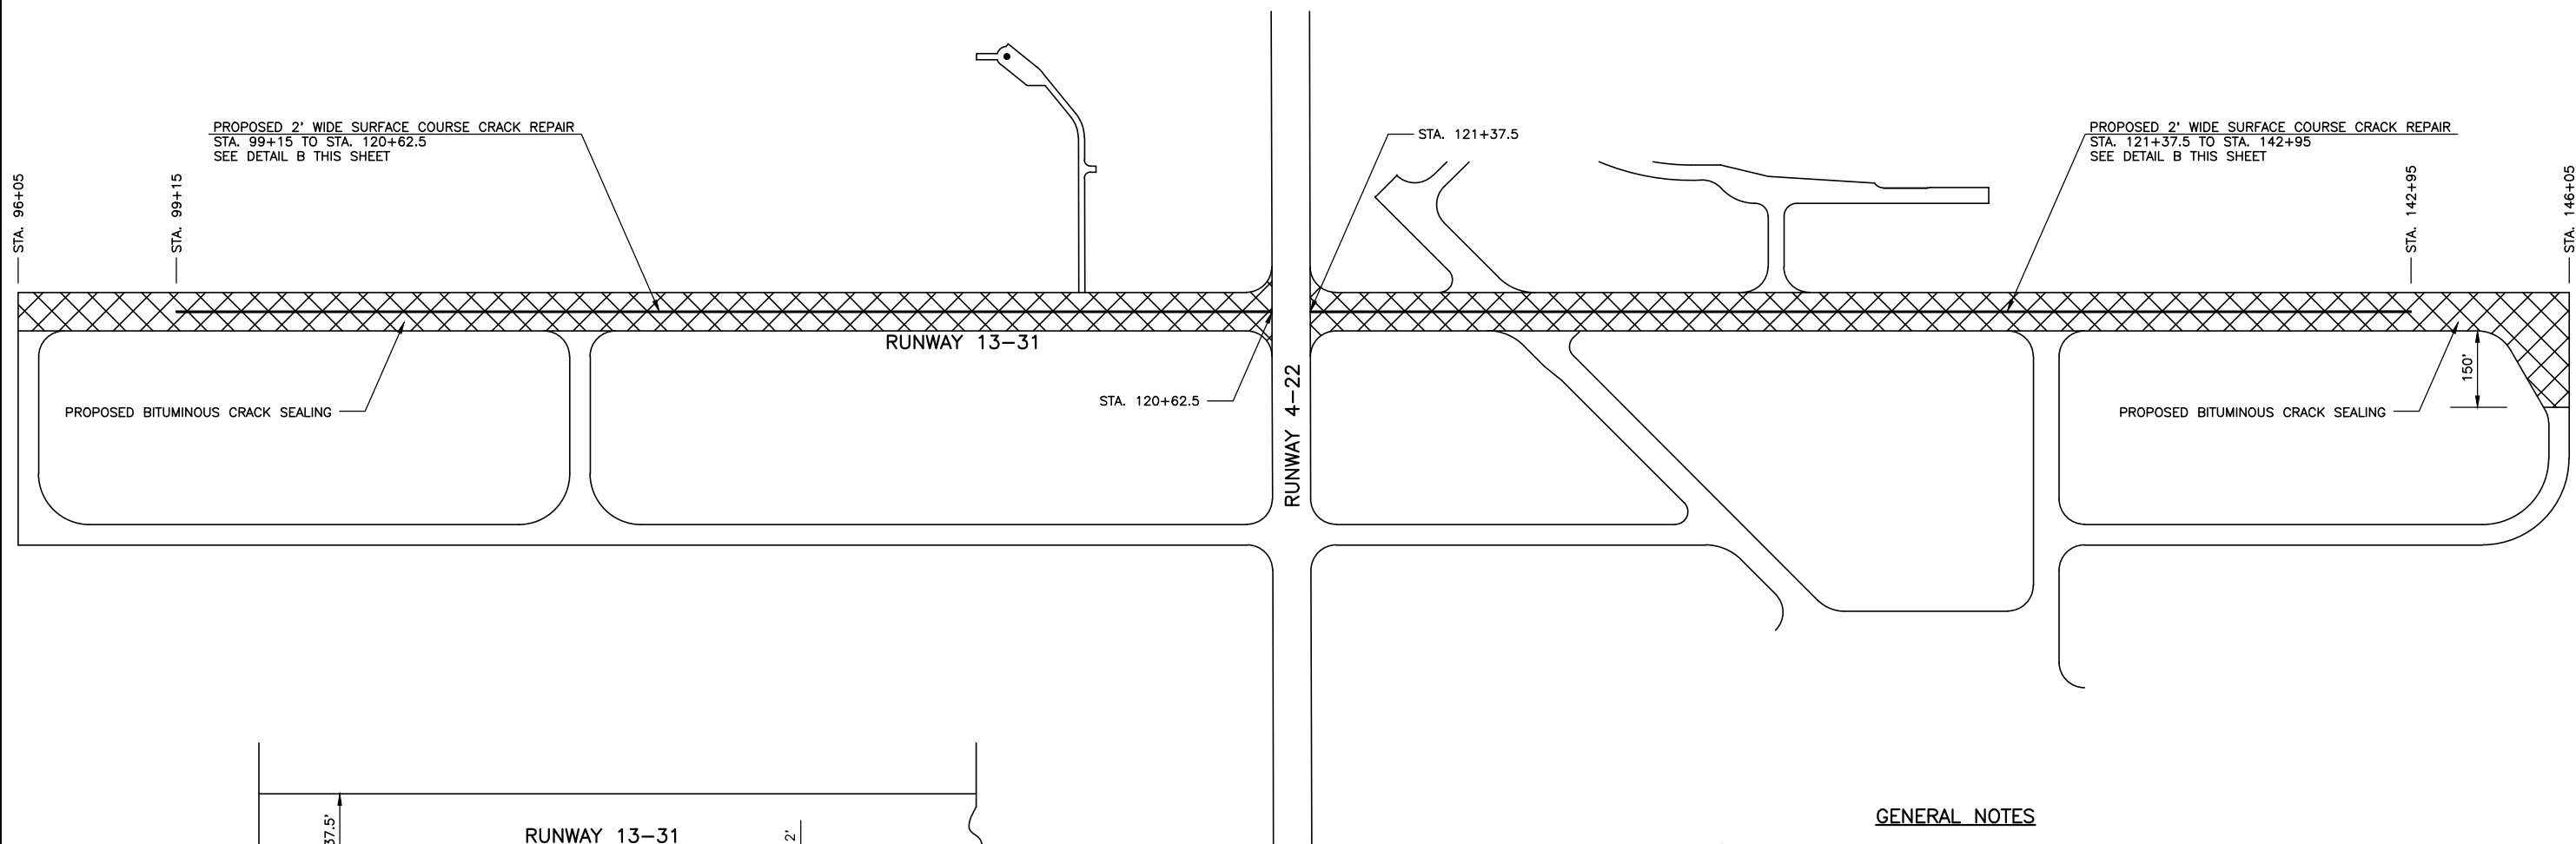 PROPOSED 2' WIDE SURFACE COURSE CRACK REPAIR
STA. 99+15 TO STA. 120+62.5
SEE DETAIL B THIS SHEET
STA. 121+37.5
PROPOSED 2' WIDE SURFACE COURSE CRACK REPAIR
STA. 121+37.5 TO STA. 142+95
SEE DETAIL B THIS SHEET
STA. 96+05
STA. 99+15
STA. 142+95
STA. 146+05
RUNWAY 13-31
150'
STA. 120+62.5
RUNWAY 4-22
PROPOSED BITUMINOUS CRACK SEALING
PROPOSED BITUMINOUS CRACK SEALING
GENERAL NOTES
37.5'
RUNWAY 13-31
2'